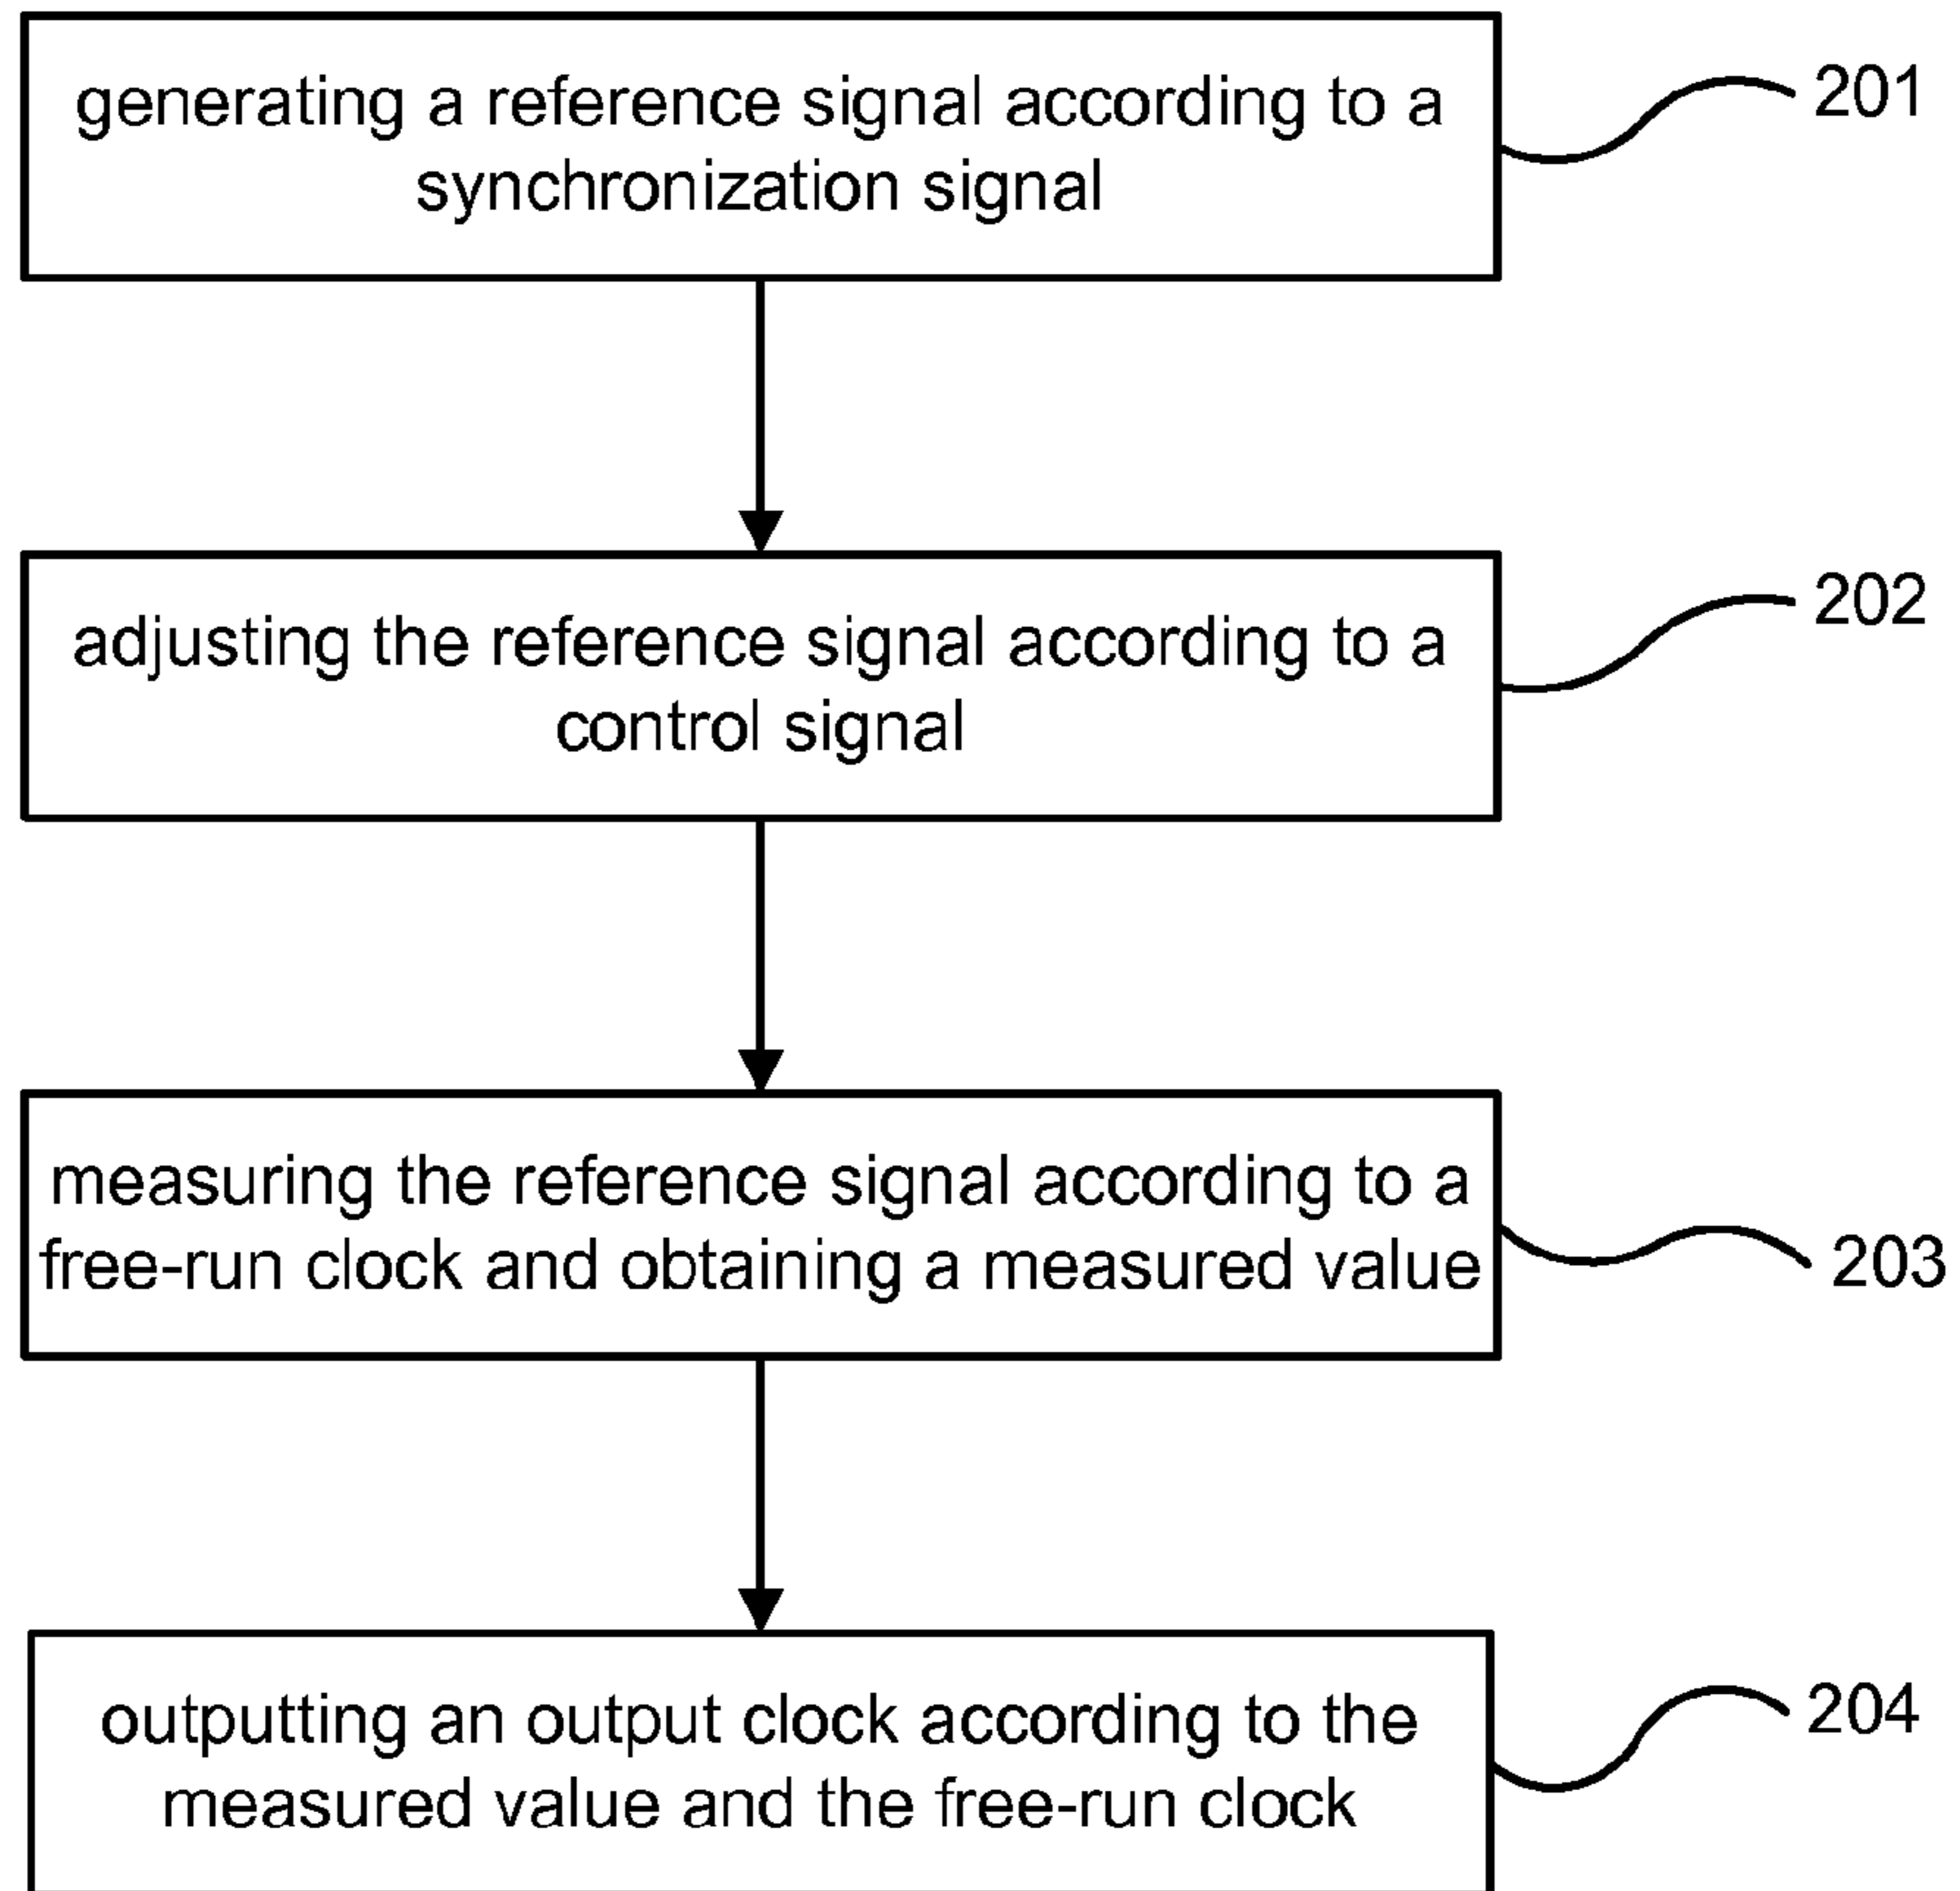 generating a reference signal according to a
synchronization signal
201
adjusting the reference signal according to a
control signal
202
measuring the reference signal according to a
free-run clock and obtaining a measured value
203
outputting an output clock according to the
measured value and the free-run clock
204